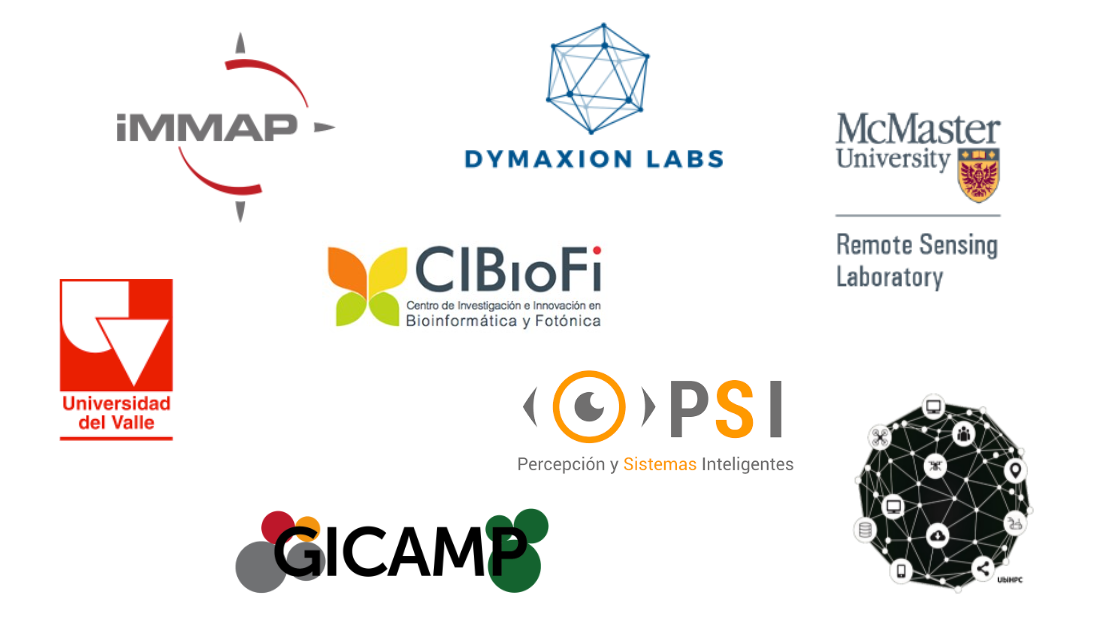 iMMAP
DYMAXION LABS
McMaster
University
Remote Sensing
Laboratory
CIBioFi
Centro de Investigación e Innovación en
Bioinformática y Fotónica
Universidad
del Valle
PSI
Percepción y Sistemas Inteligentes
GICAMP
UbiHPC